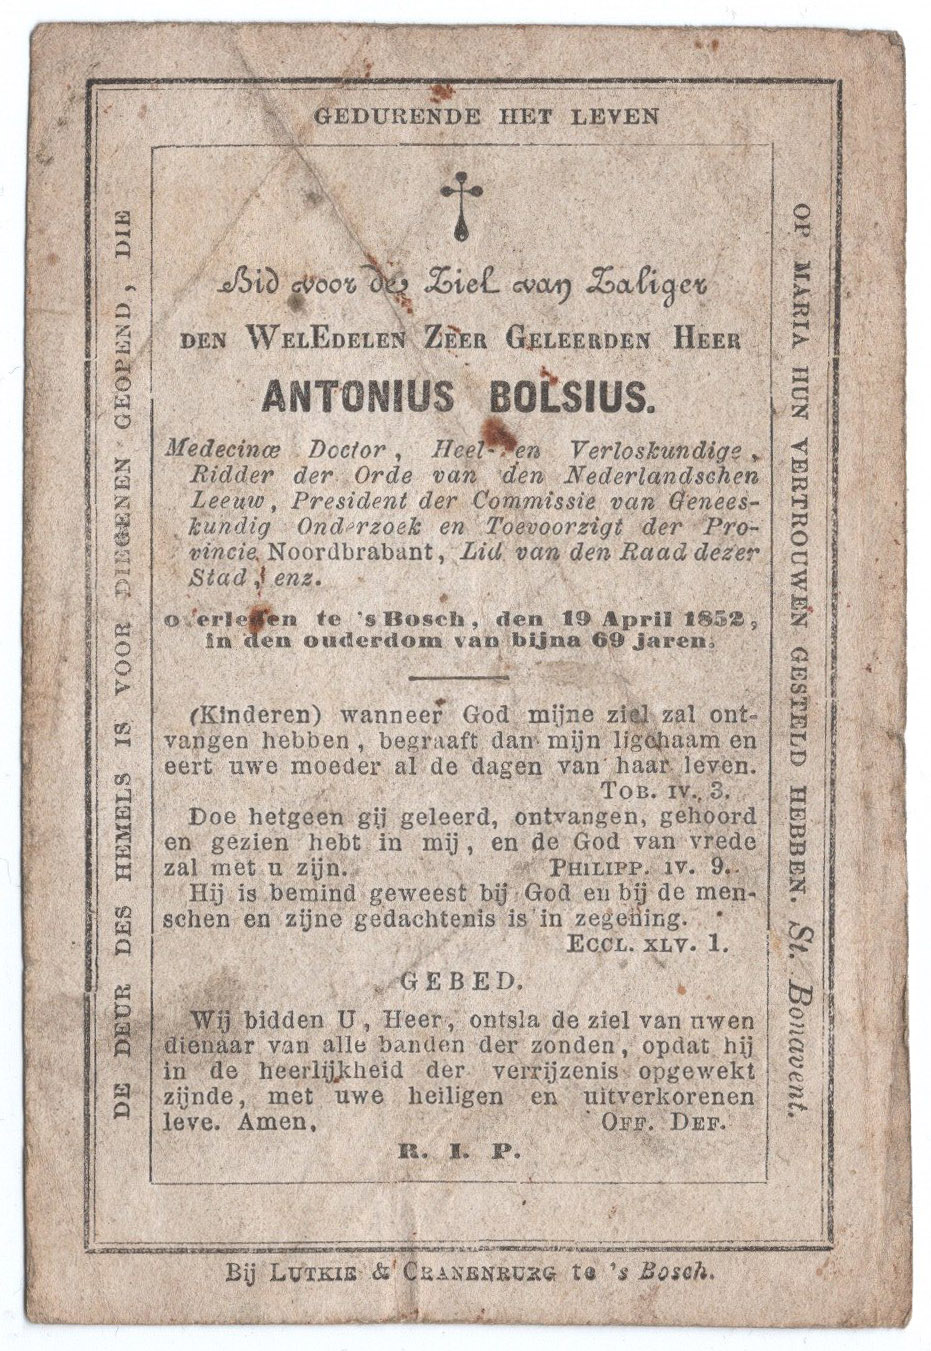 DE DEUR DES HEMELS IS VOOR DIEGENEN GEOPEND, DIE
GEDURENDE HET LEVEN
OP MARIA HUN VERTROUWEN GESTELD HEBBEN. St. Bonavent.
Bid voor de Ziel van Zaliger
DEN WELEDELEN ZEER GELEERDEN HEER
ANTONIUS BOLSIUS.
Medecinœ Doctor, Heel- en Verloskundige,
Ridder der Orde van den Nederlandschen
Leeuw, President der Commissie van Genees-
kundig Onderzoek en Toevoorzigt der Pro-
vincie Noordbrabant, Lid van den Raad dezer
Stad, enz.
overleden te 's Bosch, den 19 April 1852,
in den ouderdom van bijna 69 jaren.
(Kinderen) wanneer God mijne ziel zal ont-
vangen hebben, begraaft dan mijn ligchaam en
eert uwe moeder al de dagen van haar leven.
TOB. IV. 3.
Doe hetgeen gij geleerd, ontvangen, gehoord
en gezien hebt in mij, en de God van vrede
zal met u zijn. PHILIPP. IV. 9.
Hij is bemind geweest bij God en bij de men-
schen en zijne gedachtenis is in zegening.
ECCL. XLV. 1.
GEBED.
Wij bidden U, Heer, ontsla de ziel van uwen
dienaar van alle banden der zonden, opdat hij
in de heerlijkheid der verrijzenis opgewekt
zijnde, met uwe heiligen en uitverkorenen
leve. Amen. OFF. DEF.
R. I. P.
Bij LUTKIE & CRANENBURG te 's Bosch.